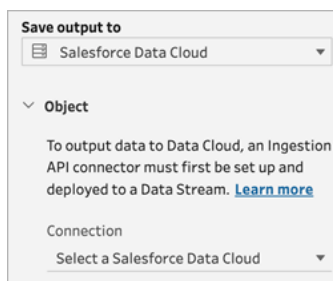 Save output to
Salesforce Data Cloud
Object
To output data to Data Cloud, an Ingestion
API connector must first be set up and
deployed to a Data Stream. Learn more
Connection
Select a Salesforce Data Cloud